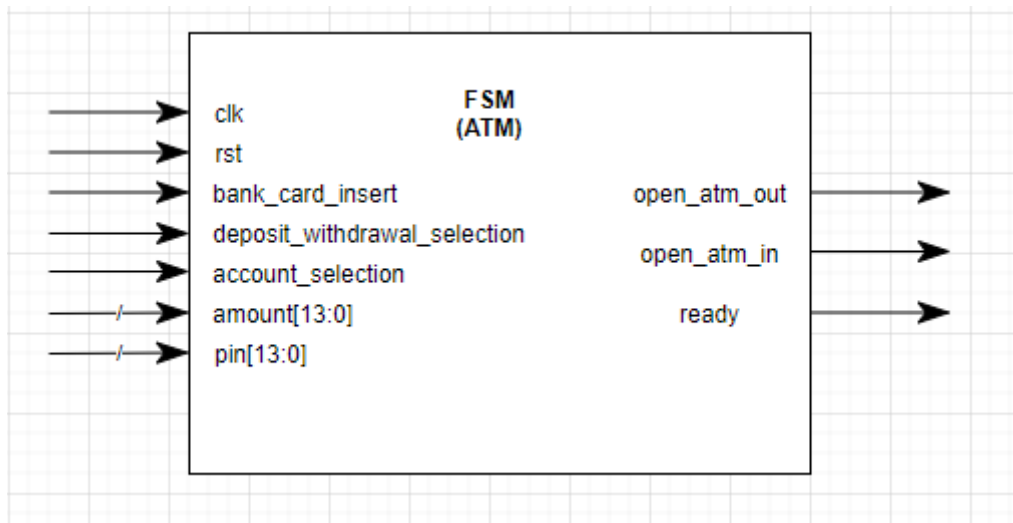 FSM
(ATM)
clk
rst
bank_card_insert
open_atm_out
deposit_withdrawal_selection
open_atm_in
account_selection
amount[13:0]
ready
pin[13:0]